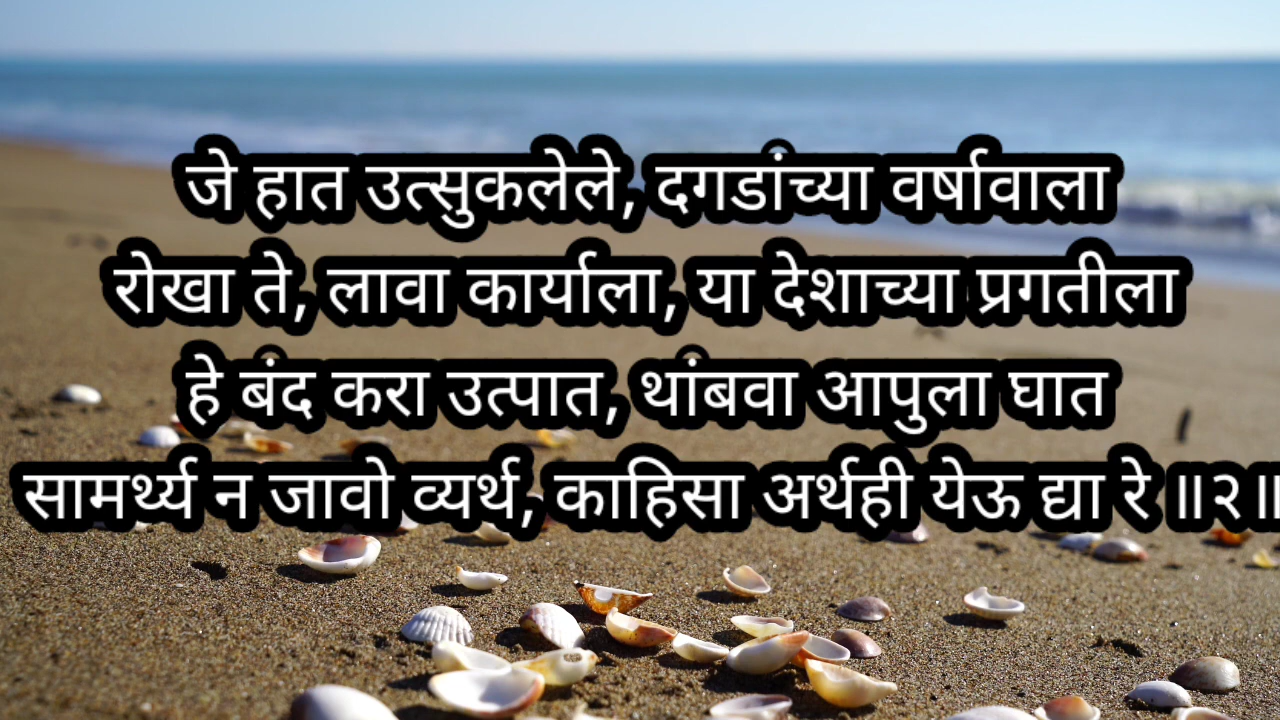 जे हात उत्सुकलेले, दगडांच्या वर्षावाला
रोखा ते, लावा कार्याला, या देशाच्या प्रगतीला
हे बंद करा उत्पात, थांबवा आपुला घात
सामर्थ्य न जावो व्यर्थ, काहिसा अर्थही येऊ द्या रे ॥२॥